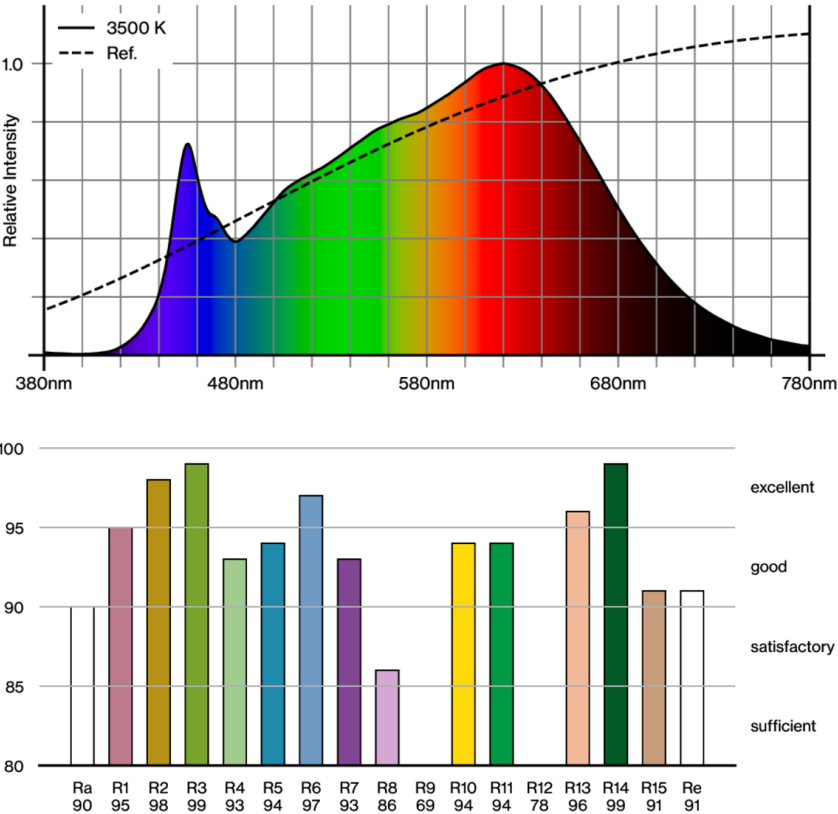 3500 K
Ref.
1.0
Relative Intensity
380nm 480nm 580nm 680nm 780nm
100
excellent
95
good
90
satisfactory
85
sufficient
80
Ra R1 R2 R3 R4 R5 R6 R7 R8 R9 R10 R11 R12 R13 R14 R15 Re
90 95 98 99 93 94 97 93 86 69 94 94 78 96 99 91 91